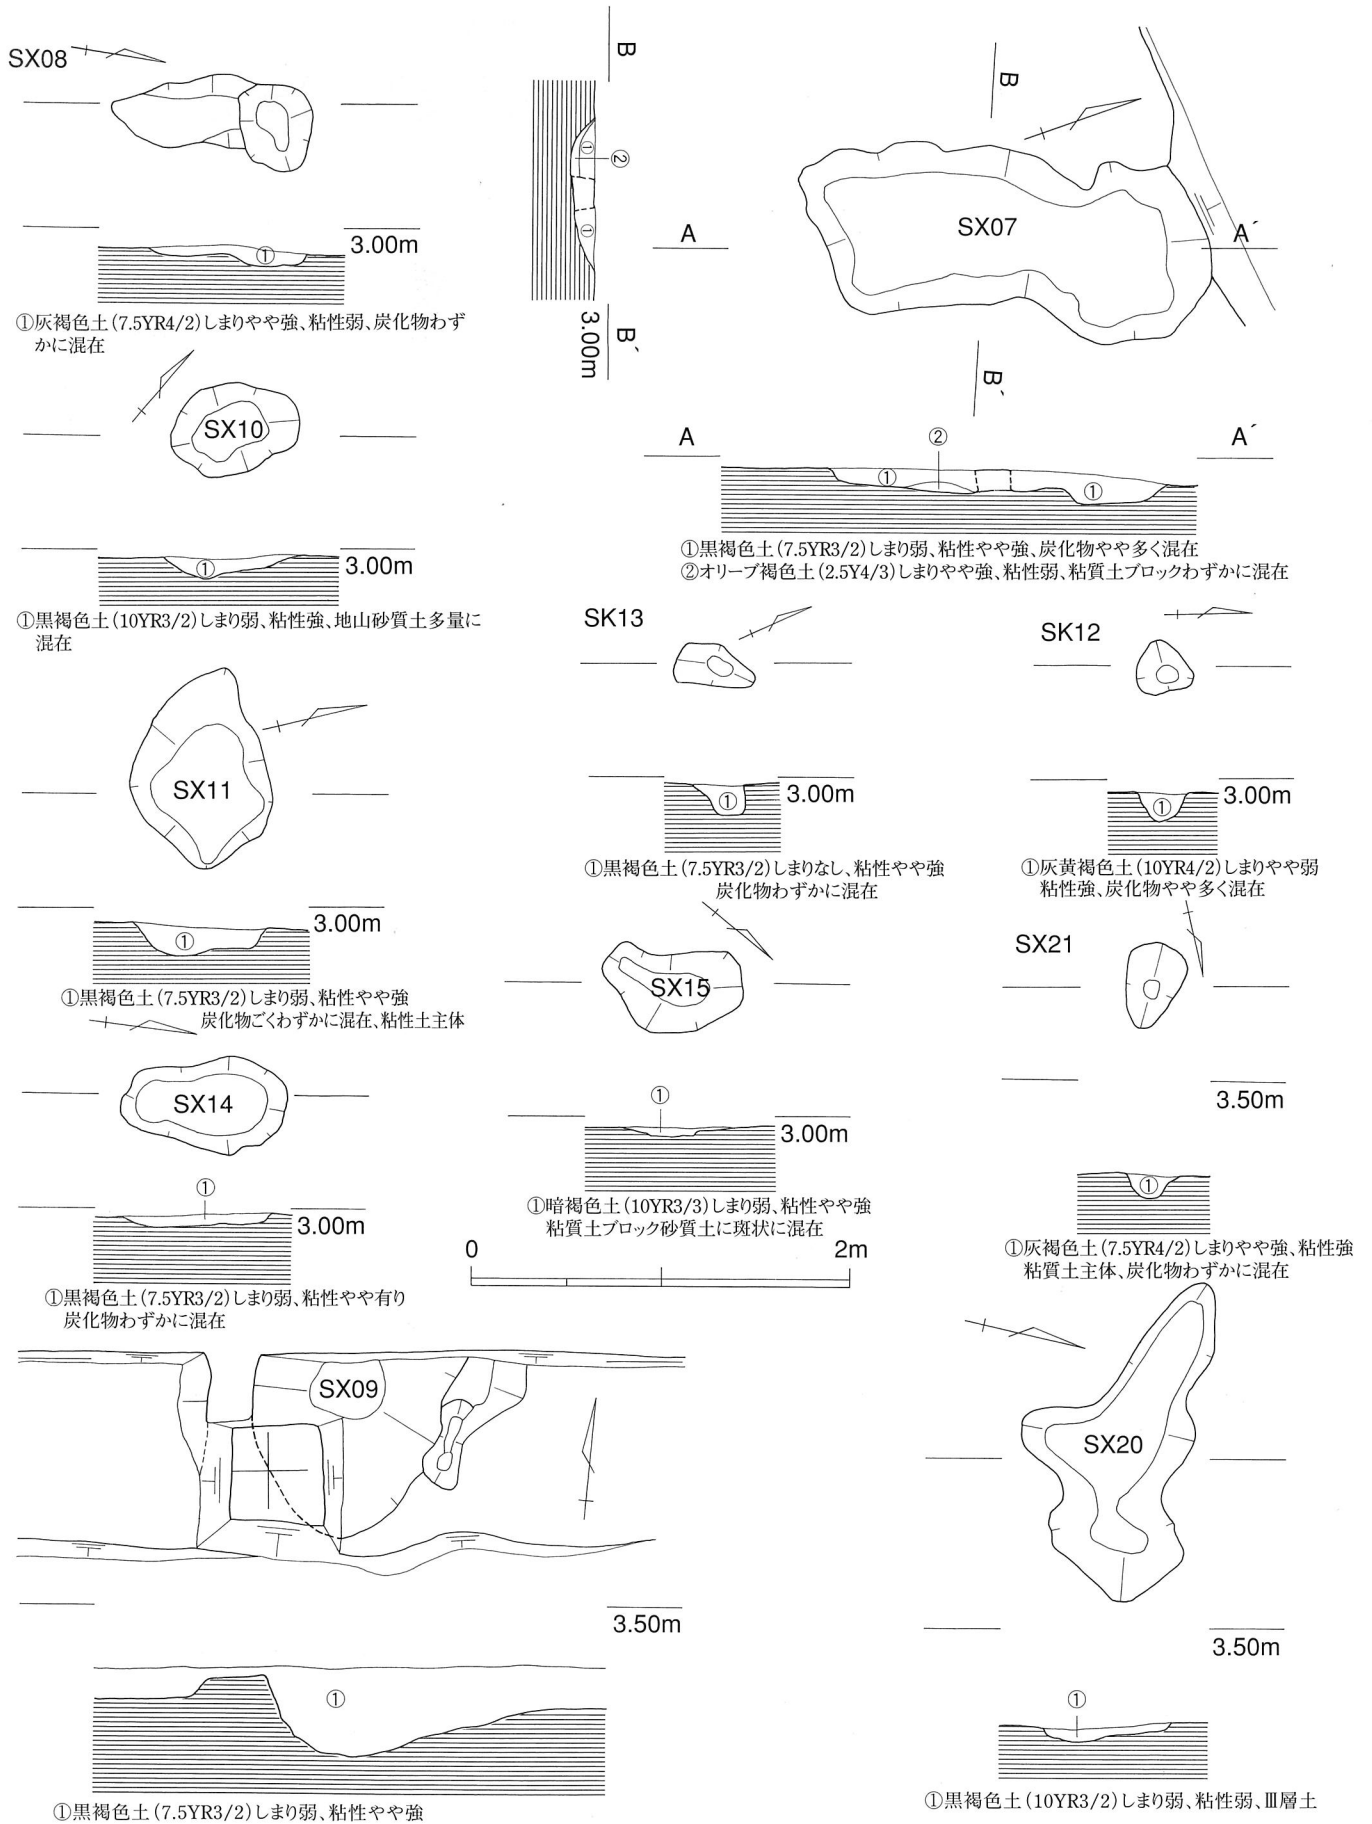 SX08
3.00m
①灰褐色土(7.5YR4/2)しまりやや強、粘性弱、炭化物わず
かに混在
B
①
②
①
B´
3.00m
B
SX07
A
A´
B´
A
②
A´
①
①
①黒褐色土(7.5YR3/2)しまり弱、粘性やや強、炭化物やや多く混在
②オリーブ褐色土(2.5Y4/3)しまりやや強、粘性弱、粘質土ブロックわずかに混在
①
SX10
3.00m
①
①黒褐色土(10YR3/2)しまり弱、粘性強、地山砂質土多量に
混在
SK13
3.00m
①
①黒褐色土(7.5YR3/2)しまりなし、粘性やや強
炭化物わずかに混在
SK12
3.00m
①
①灰黄褐色土(10YR4/2)しまりやや弱
粘性強、炭化物やや多く混在
SX11
3.00m
①
①黒褐色土(7.5YR3/2)しまり弱、粘性やや強
炭化物ごくわずかに混在、粘性土主体
SX15
①
3.00m
①暗褐色土(10YR3/3)しまり弱、粘性やや強
粘質土ブロック砂質土に斑状に混在
SX21
3.50m
①
①灰褐色土(7.5YR4/2)しまりやや強、粘性強
粘質土主体、炭化物わずかに混在
SX14
①
3.00m
①黒褐色土(7.5YR3/2)しまり弱、粘性やや有り
炭化物わずかに混在
0 2m
SX09
3.50m
①
①黒褐色土(7.5YR3/2)しまり弱、粘性やや強
SX20
3.50m
①
①黒褐色土(10YR3/2)しまり弱、粘性弱、Ⅲ層土